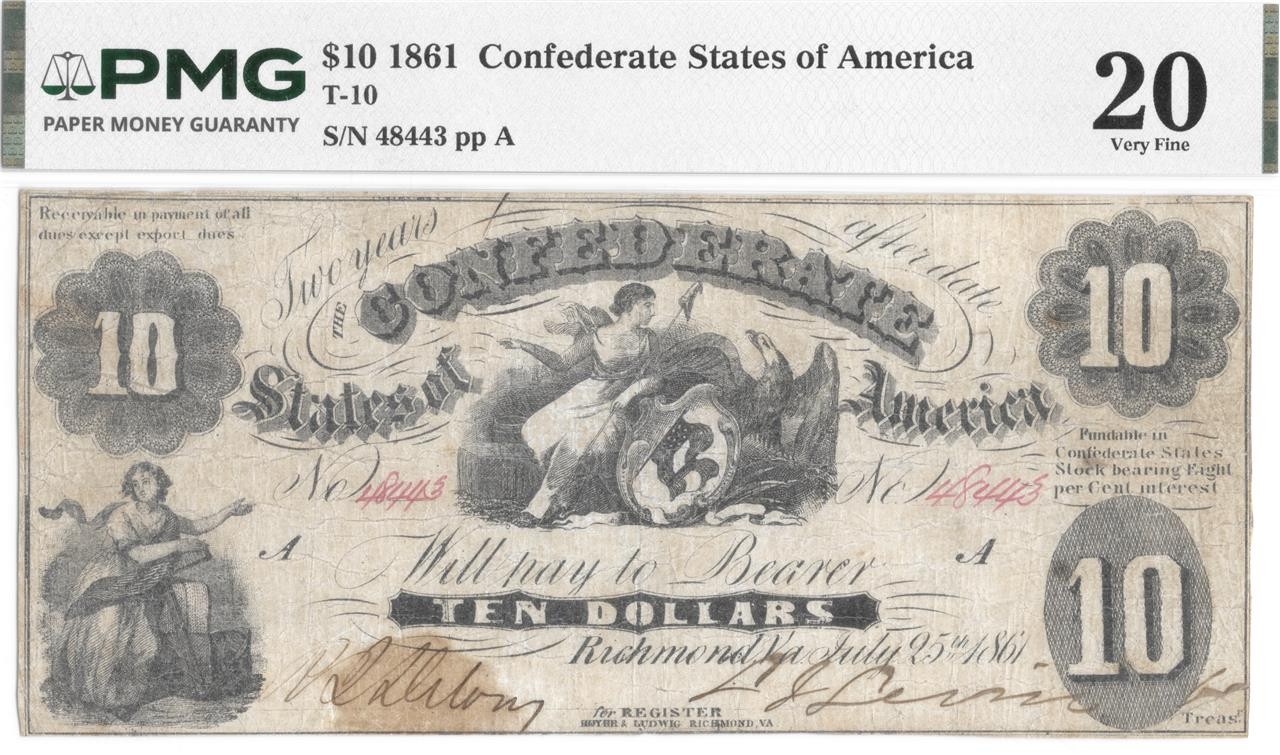 PMG
PAPER MONEY GUARANTY
$10 1861 Confederate States of America
T-10
S/N 48443 pp A
20
Very Fine
Receivable in payment of all
dues except export dues
Two years after date
THE CONFEDERATE
States of America
10
10
Fundable in
Confederate States
Stock bearing Eight
per Cent interest
No 48443
No 48443
A
A
Will pay to Bearer
TEN DOLLARS
10
Richmond, Va July 25th 1861
for REGISTER
HOYER & LUDWIG RICHMOND, VA
for
Treasr